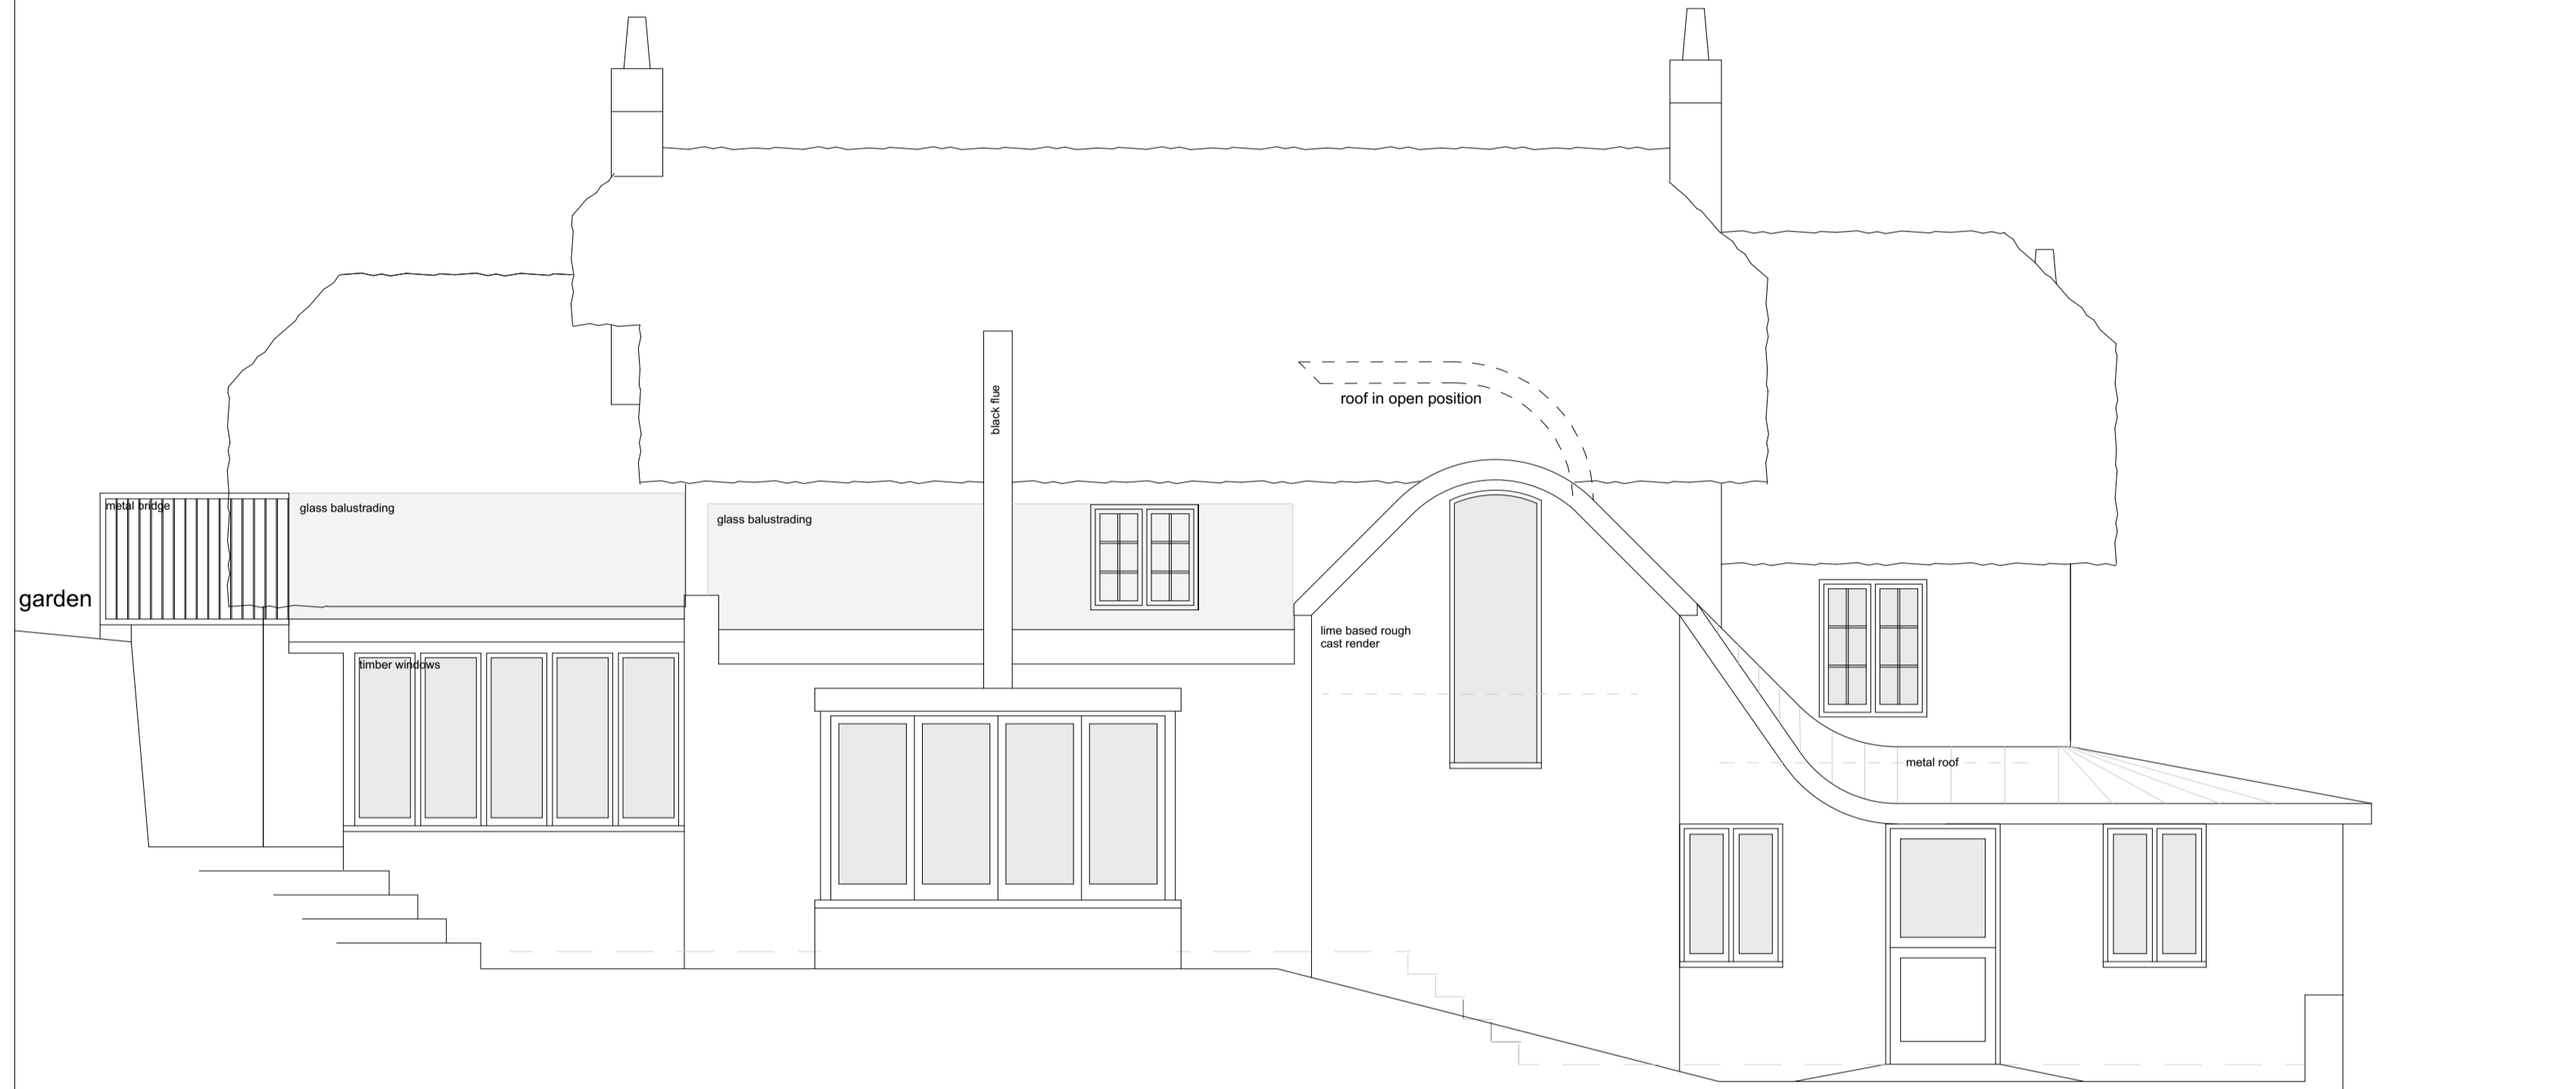 black flue
roof in open position
metal bridge
glass balustrading
glass balustrading
garden
lime based rough
cast render
timber windows
metal roof